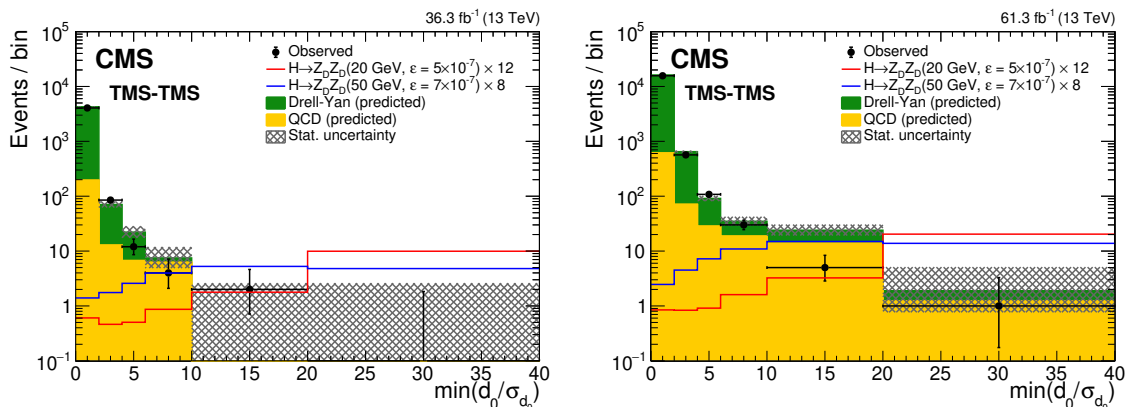 36.3 fb⁻¹ (13 TeV)
Events / bin
10⁵
10⁴
10³
10²
10
1
10⁻¹
CMS
TMS-TMS
Observed
H→Z_DZ_D(20 GeV, ε = 5×10⁻⁷) × 12
H→Z_DZ_D(50 GeV, ε = 7×10⁻⁷) × 8
Drell-Yan (predicted)
QCD (predicted)
Stat. uncertainty
0 5 10 15 20 25 30 35 40
min(d₀/σ_d₀)
61.3 fb⁻¹ (13 TeV)
Events / bin
10⁵
10⁴
10³
10²
10
1
10⁻¹
CMS
TMS-TMS
Observed
H→Z_DZ_D(20 GeV, ε = 5×10⁻⁷) × 12
H→Z_DZ_D(50 GeV, ε = 7×10⁻⁷) × 8
Drell-Yan (predicted)
QCD (predicted)
Stat. uncertainty
0 5 10 15 20 25 30 35 40
min(d₀/σ_d₀)